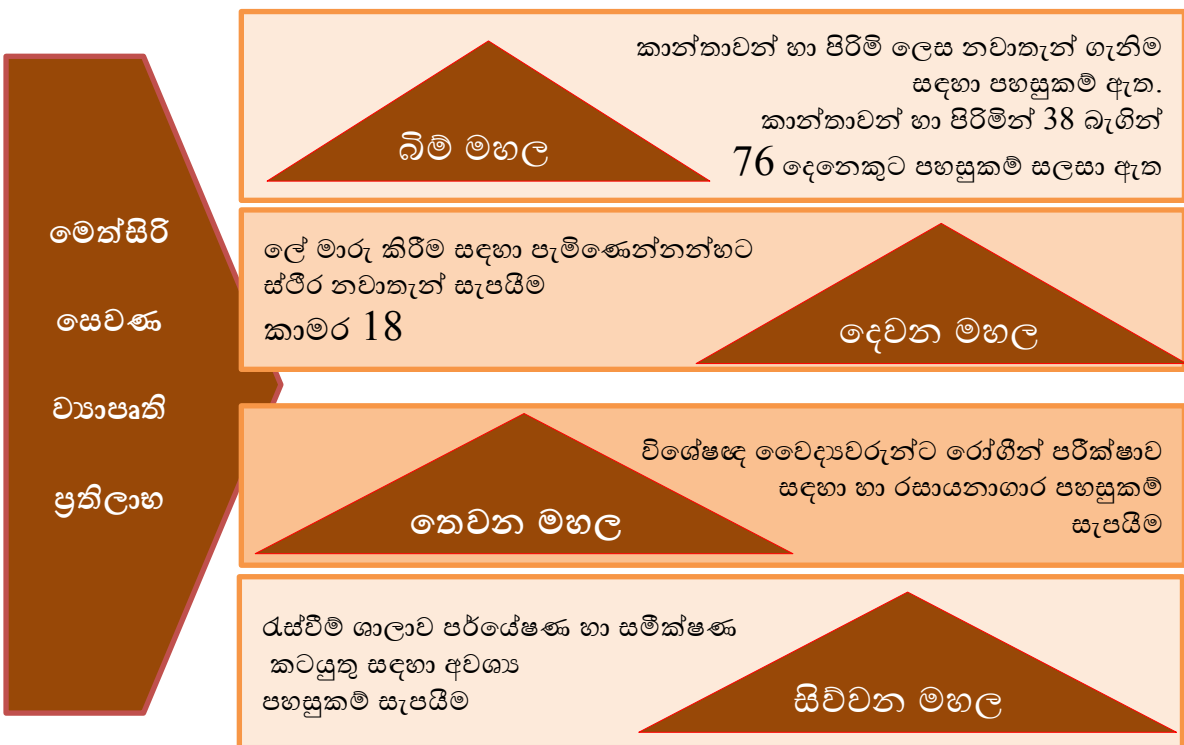 මෙත්සිරි
සෙවණ
ව්‍යාපෘති
ප්‍රතිලාභ
කාන්තාවන් හා පිරිමි ලෙස නවාතැන් ගැනිම
සඳහා පහසුකම් ඇත.
කාන්තාවන් හා පිරිමින් 38 බැගින්
76 දෙනෙකුට පහසුකම් සලසා ඇත
බිම් මහල
ලේ මාරු කිරීම සඳහා පැමිණෙන්නන්හට
ස්ථිර නවාතැන් සැපයීම
කාමර 18
දෙවන මහල
විශේෂඥ වෛද්‍යවරුන්ට රෝගීන් පරීක්ෂාව
සඳහා හා රසායනාගාර පහසුකම්
සැපයීම
තෙවන මහල
රැස්වීම් ශාලාව පර්යේෂණ හා සමීක්ෂණ
කටයුතු සඳහා අවශ්‍ය
පහසුකම් සැපයීම
සිව්වන මහල